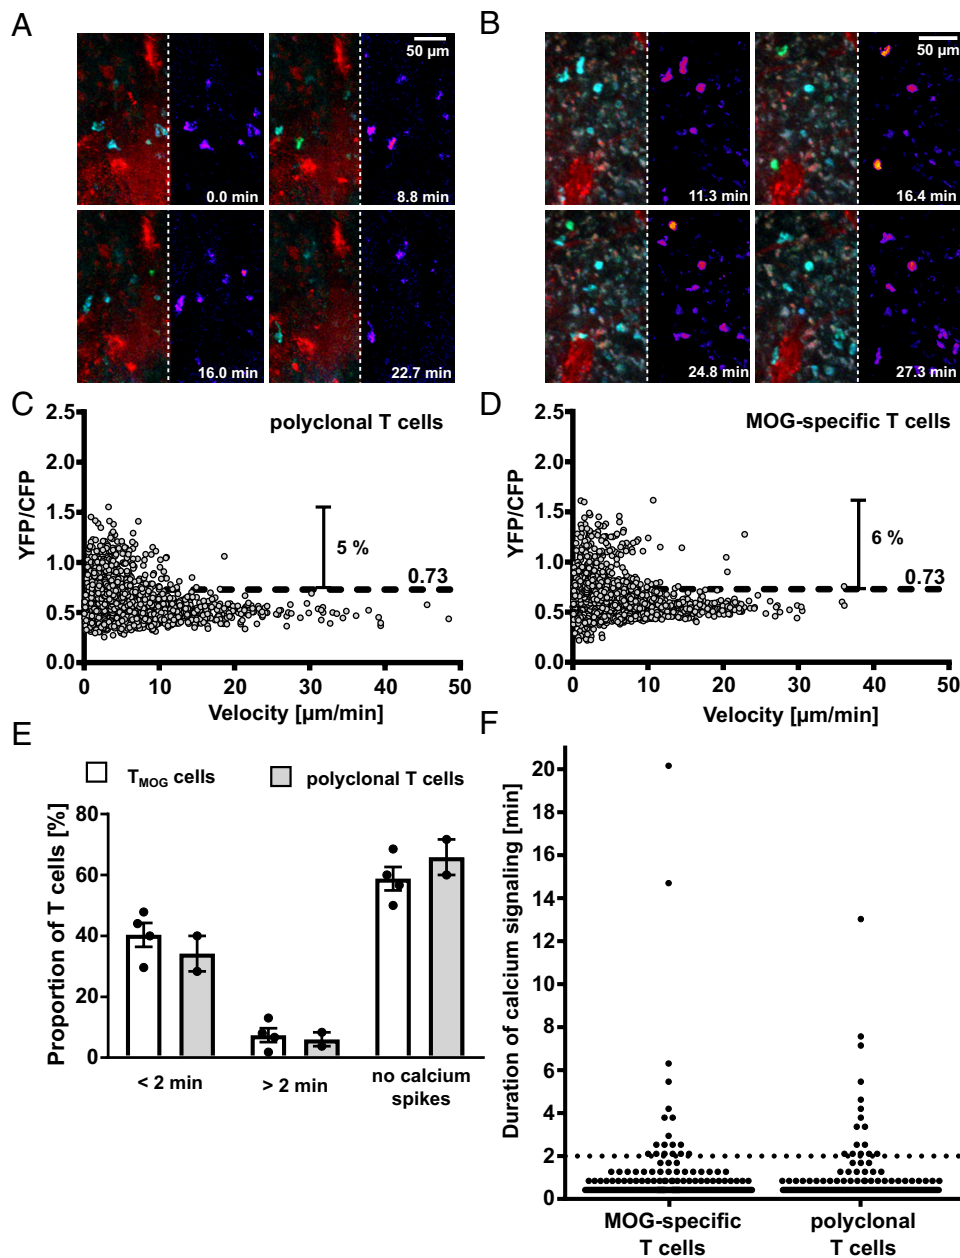 A
B
50 µm
50 µm
0.0 min
8.8 min
11.3 min
16.4 min
16.0 min
22.7 min
24.8 min
27.3 min
C
D
2.5
2.0
1.5
1.0
0.5
0.0
YFP/CFP
polyclonal T cells
5 %
0.73
0 10 20 30 40 50
Velocity [µm/min]
2.5
2.0
1.5
1.0
0.5
0.0
YFP/CFP
MOG-specific T cells
6 %
0.73
0 10 20 30 40 50
Velocity [µm/min]
E
TMOG cells
polyclonal T cells
Proportion of T cells [%]
80
60
40
20
0
< 2 min
> 2 min
no calcium
spikes
F
Duration of calcium signaling [min]
20
18
16
14
12
10
8
6
4
2
0
MOG-specific
T cells
polyclonal
T cells